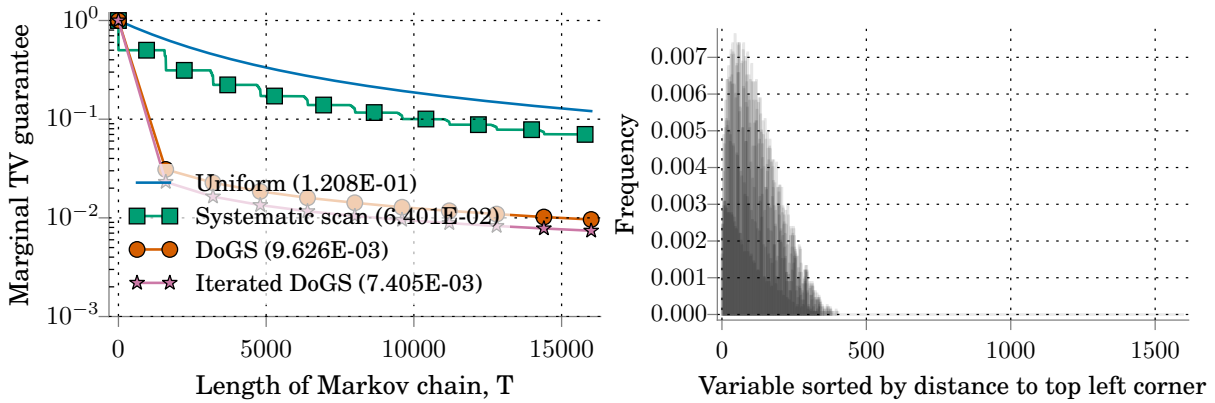 Marginal TV guarantee
10^0
10^-1
10^-2
10^-3
Uniform (1.208E-01)
Systematic scan (6.401E-02)
DoGS (9.626E-03)
Iterated DoGS (7.405E-03)
0 5000 10000 15000
Length of Markov chain, T
Frequency
0.007
0.006
0.005
0.004
0.003
0.002
0.001
0.000
0 500 1000 1500
Variable sorted by distance to top left corner